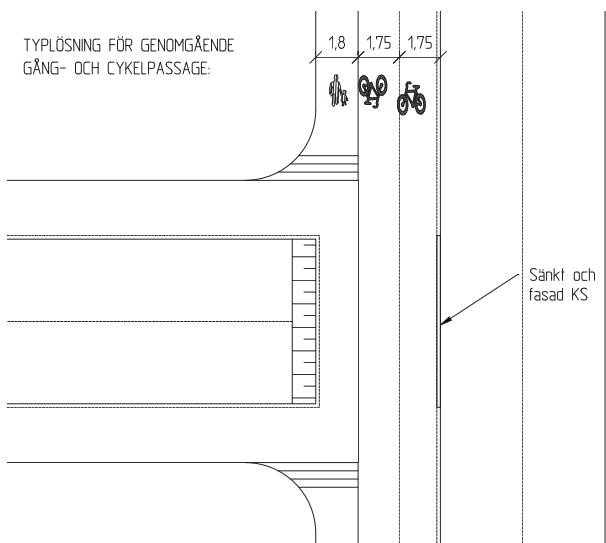 TYPLÖSNING FÖR GENOMGÅENDE
GÅNG- OCH CYKELPASSAGE:
1,8 1,75 1,75
Sänkt och
fasad KS